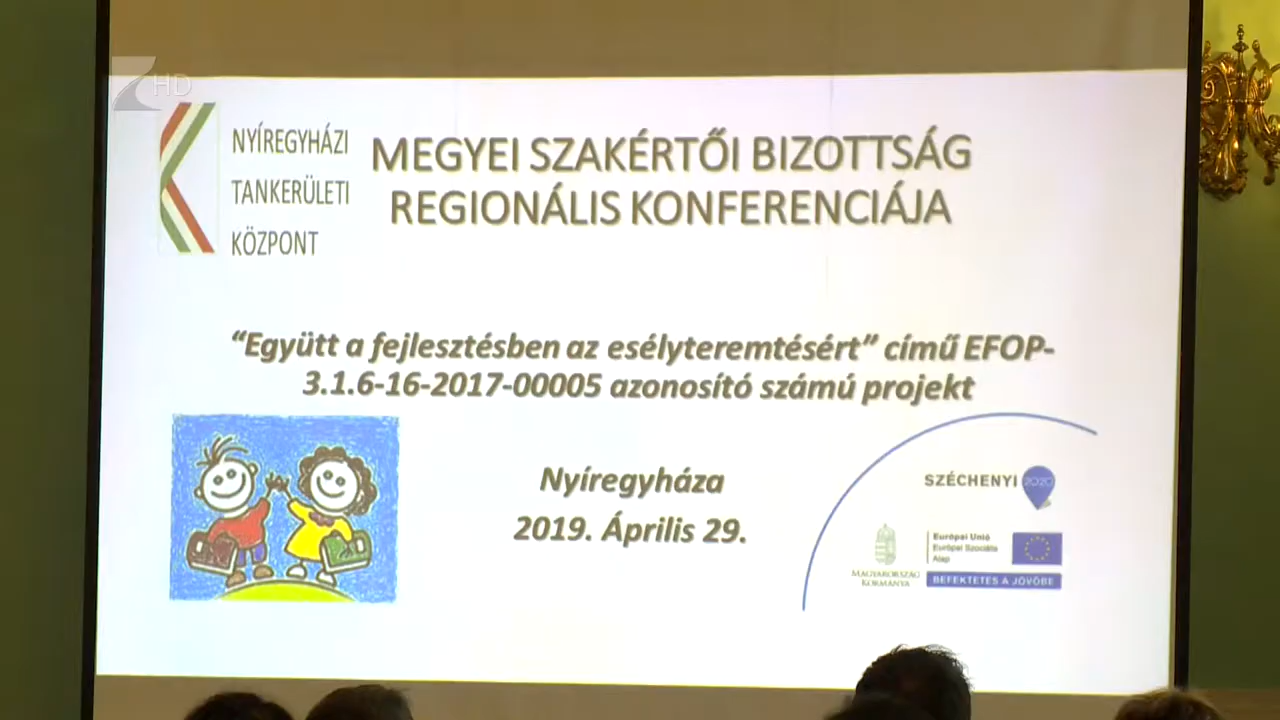 HD
NYÍREGYHÁZI
TANKERÜLETI
KÖZPONT
MEGYEI SZAKÉRTŐI BIZOTTSÁG
REGIONÁLIS KONFERENCIÁJA
“Együtt a fejlesztésben az esélyteremtésért” című EFOP-
3.1.6-16-2017-00005 azonosító számú projekt
Nyíregyháza
2019. Április 29.
SZÉCHENYI 2020
MAGYARORSZÁG
KORMÁNYA
Európai Unió
Európai Szociális
Alap
BEFEKTETÉS A JÖVŐBE